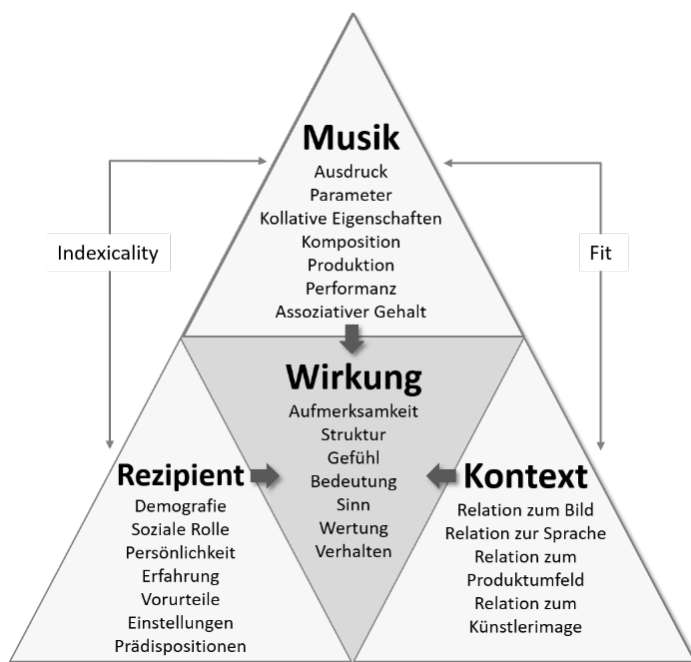 Musik
Ausdruck
Parameter
Kollative Eigenschaften
Komposition
Produktion
Performanz
Assoziativer Gehalt
Indexicality
Fit
Wirkung
Aufmerksamkeit
Struktur
Gefühl
Bedeutung
Sinn
Wertung
Verhalten
Rezipient
Demografie
Soziale Rolle
Persönlichkeit
Erfahrung
Vorurteile
Einstellungen
Prädispositionen
Kontext
Relation zum Bild
Relation zur Sprache
Relation zum
Produktumfeld
Relation zum
Künstlerimage